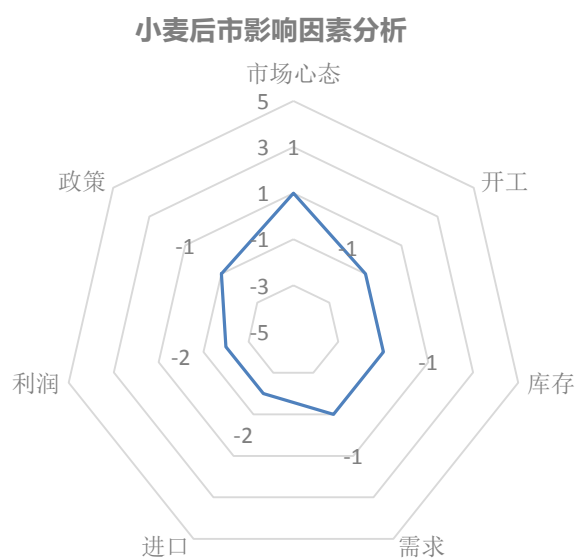 小麦后市影响因素分析
市场心态
5
3 1
政策 开工
1
-1 -1 -1
-3
-5
-2 -1
利润 库存
-2 -1
进口 需求